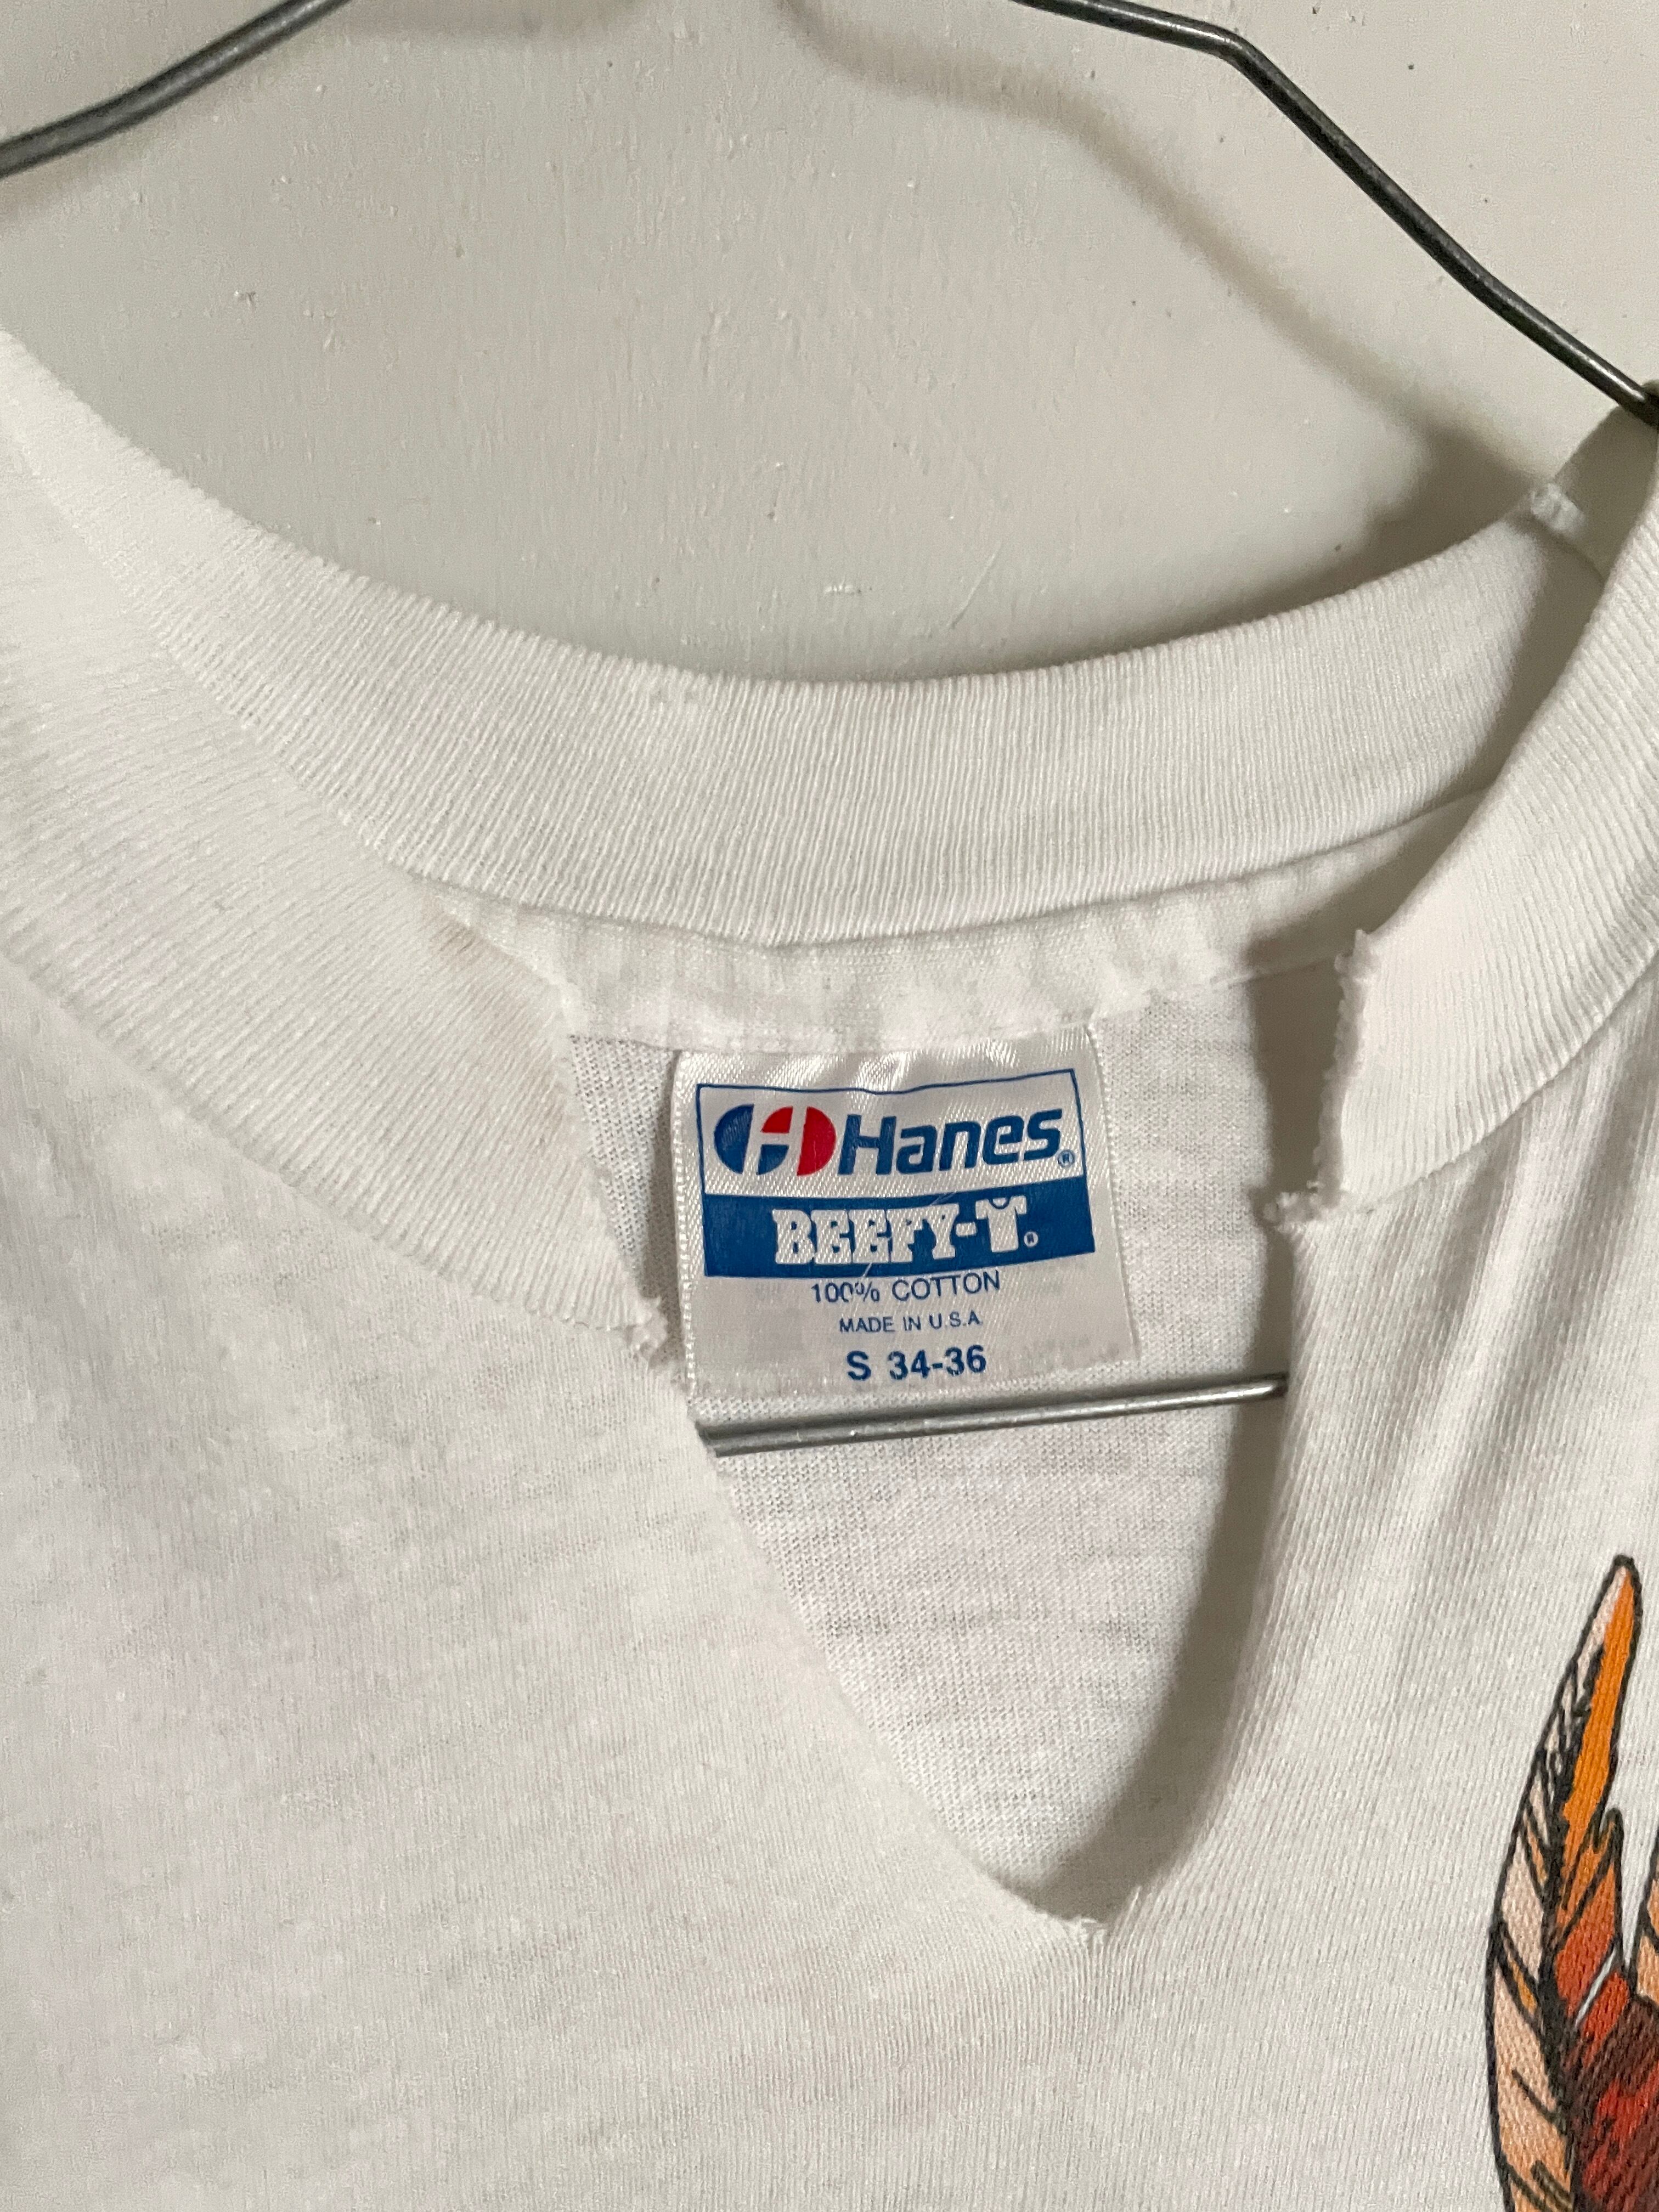 Hanes®
BEEFY-T®
100% COTTON
MADE IN U.S.A.
S 34-36